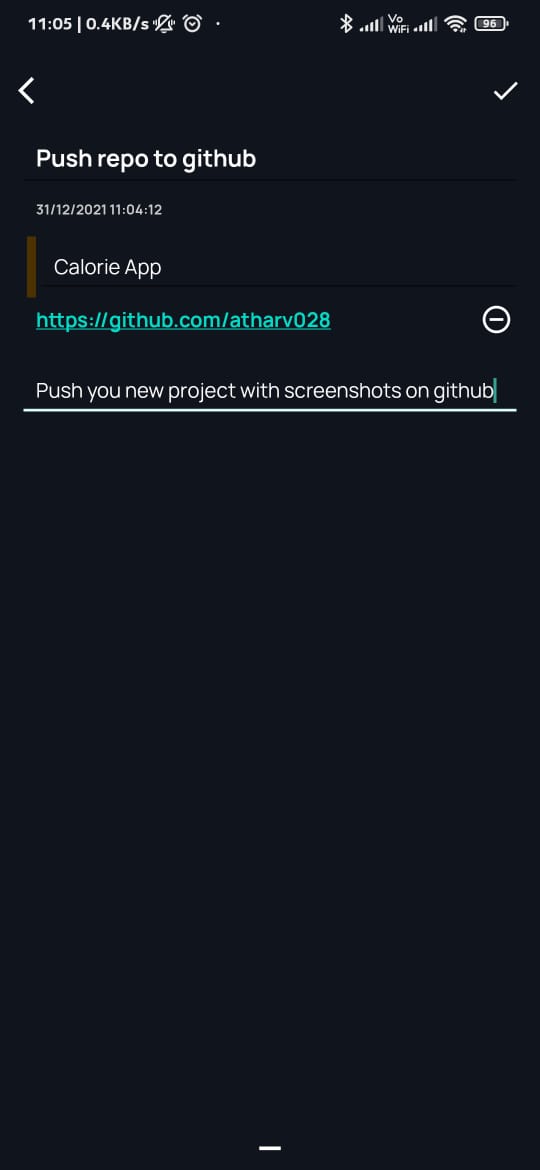 11:05 | 0.4KB/s
Vo
WiFi
96
Push repo to github
31/12/2021 11:04:12
Calorie App
https://github.com/atharv028
Push you new project with screenshots on github